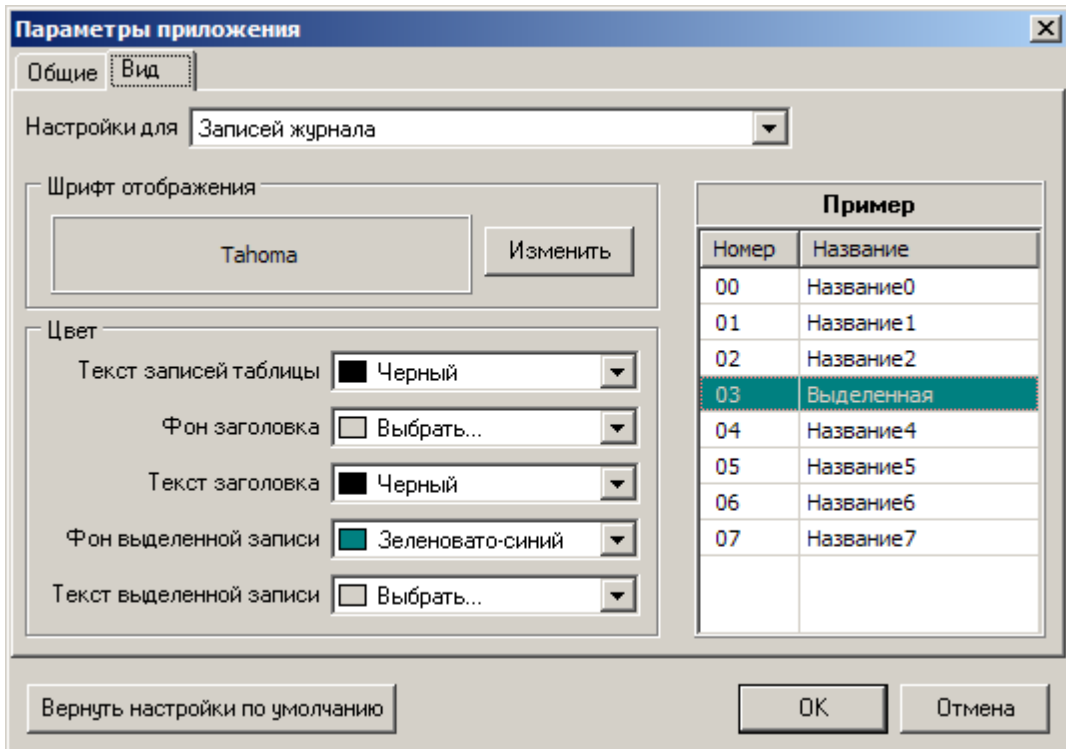 Параметры приложения
Общие Вид
Настройки для Записей журнала
Шрифт отображения
Tahoma Изменить
Цвет
Текст записей таблицы Черный
Фон заголовка Выбрать...
Текст заголовка Черный
Фон выделенной записи Зеленовато-синий
Текст выделенной записи Выбрать...
Пример
Номер Название
00 Название0
01 Название1
02 Название2
03 Выделенная
04 Название4
05 Название5
06 Название6
07 Название7
Вернуть настройки по умолчанию OK Отмена